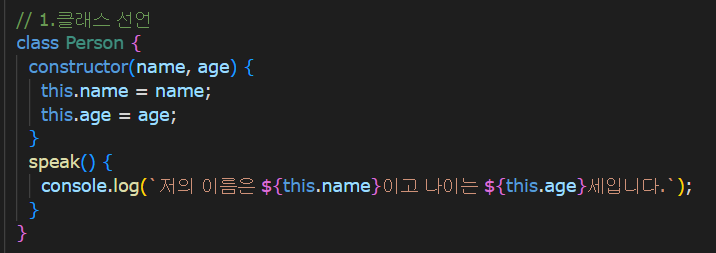 // 1.클래스 선언
class Person {
constructor(name, age) {
this.name = name;
this.age = age;
}
speak() {
console.log(`저의 이름은 ${this.name}이고 나이는 ${this.age}세입니다.`);
}
}